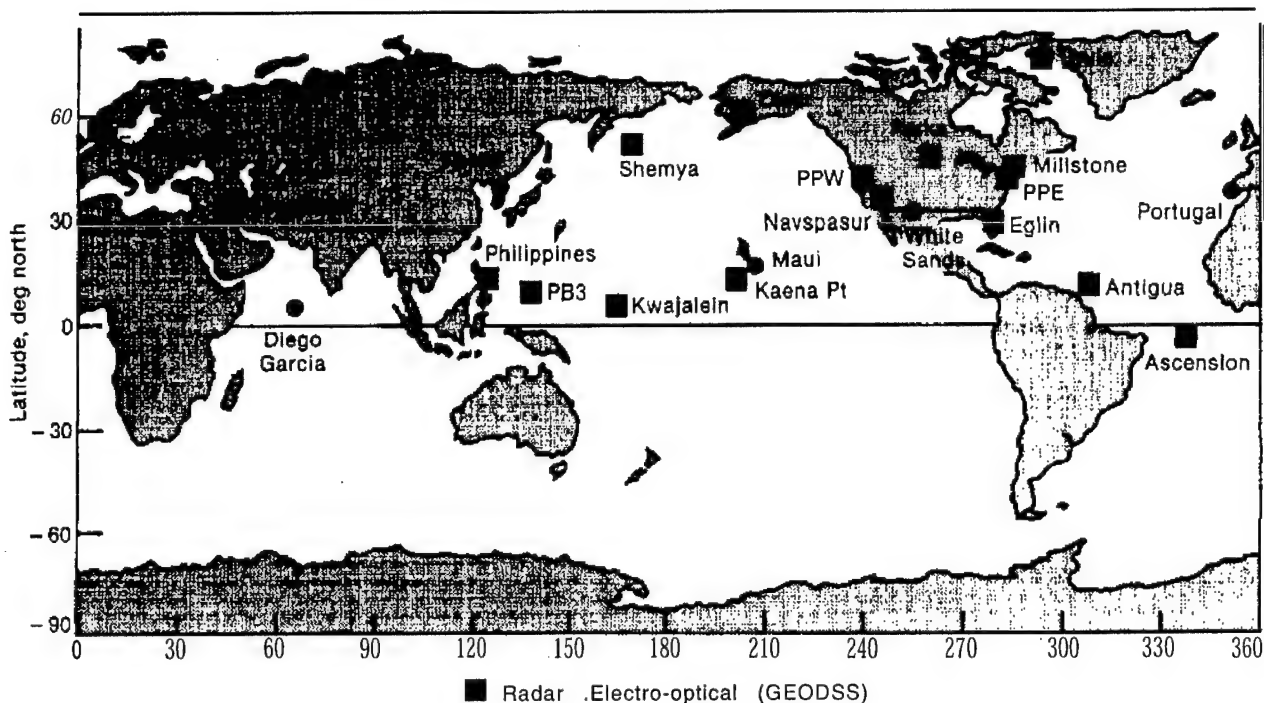 60
30
0
-30
-60
-90
Latitude, deg north
Shemya
PPW
Millstone
PPE
Navspasur
White
Sands
Eglin
Portugal
Philippines
Maui
PB3
Kwajalein
Kaena Pt
Antigua
Diego
Garcia
Ascension
0 30 60 90 120 150 180 210 240 270 300 330 360
Radar .Electro-optical (GEODSS)